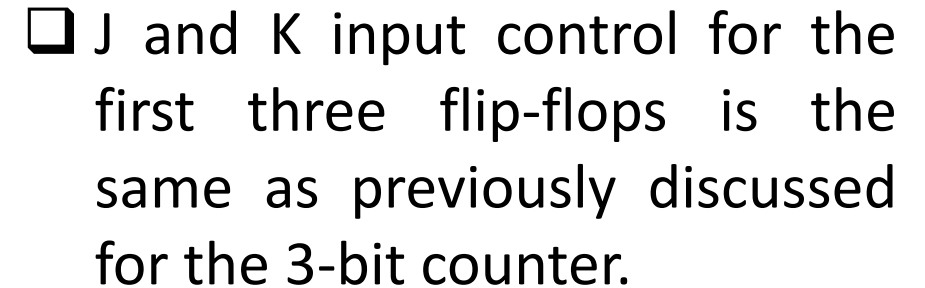 ❑ J and K input control for the
first three flip-flops is the
same as previously discussed
for the 3-bit counter.